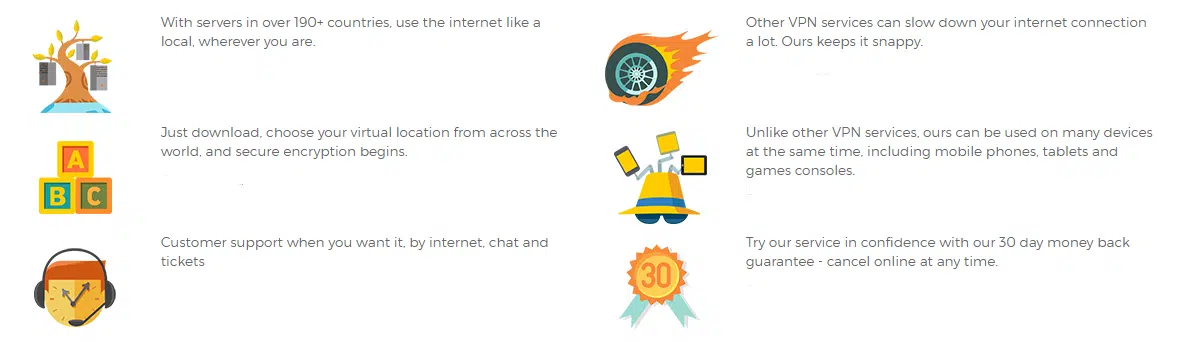 With servers in over 190+ countries, use the internet like a
local, wherever you are.
Other VPN services can slow down your internet connection
a lot. Ours keeps it snappy.
A
B C
Just download, choose your virtual location from across the
world, and secure encryption begins.
Unlike other VPN services, ours can be used on many devices
at the same time, including mobile phones, tablets and
games consoles.
Customer support when you want it, by internet, chat and
tickets
30
Try our service in confidence with our 30 day money back
guarantee - cancel online at any time.